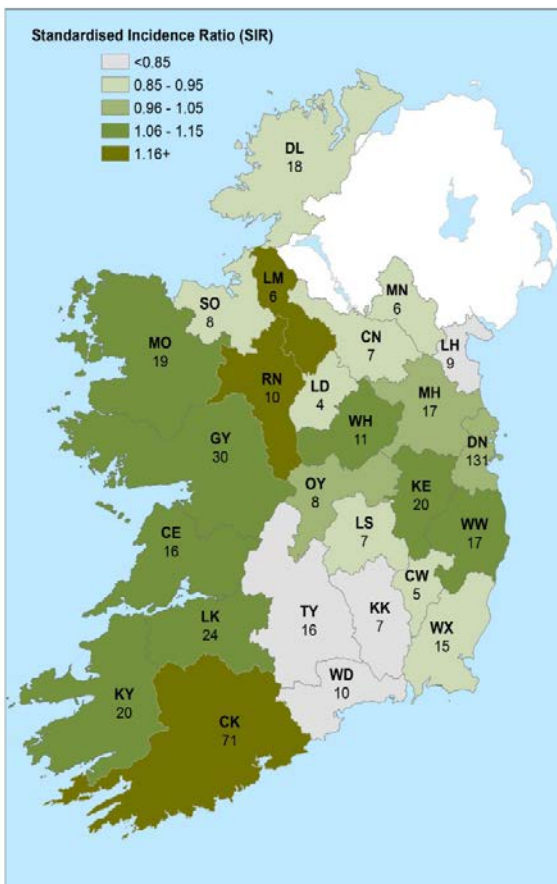 Standardised Incidence Ratio (SIR)
<0.85
0.85 - 0.95
0.96 - 1.05
1.06 - 1.15
1.16+
DL
18
LM
6
SO
8
MN
6
CN
7
LH
9
MO
19
RN
10
LD
4
MH
17
WH
11
DN
131
GY
30
OY
8
KE
20
LS
7
WW
17
CE
16
CW
5
TY
16
KK
7
LK
24
WX
15
WD
10
KY
20
CK
71